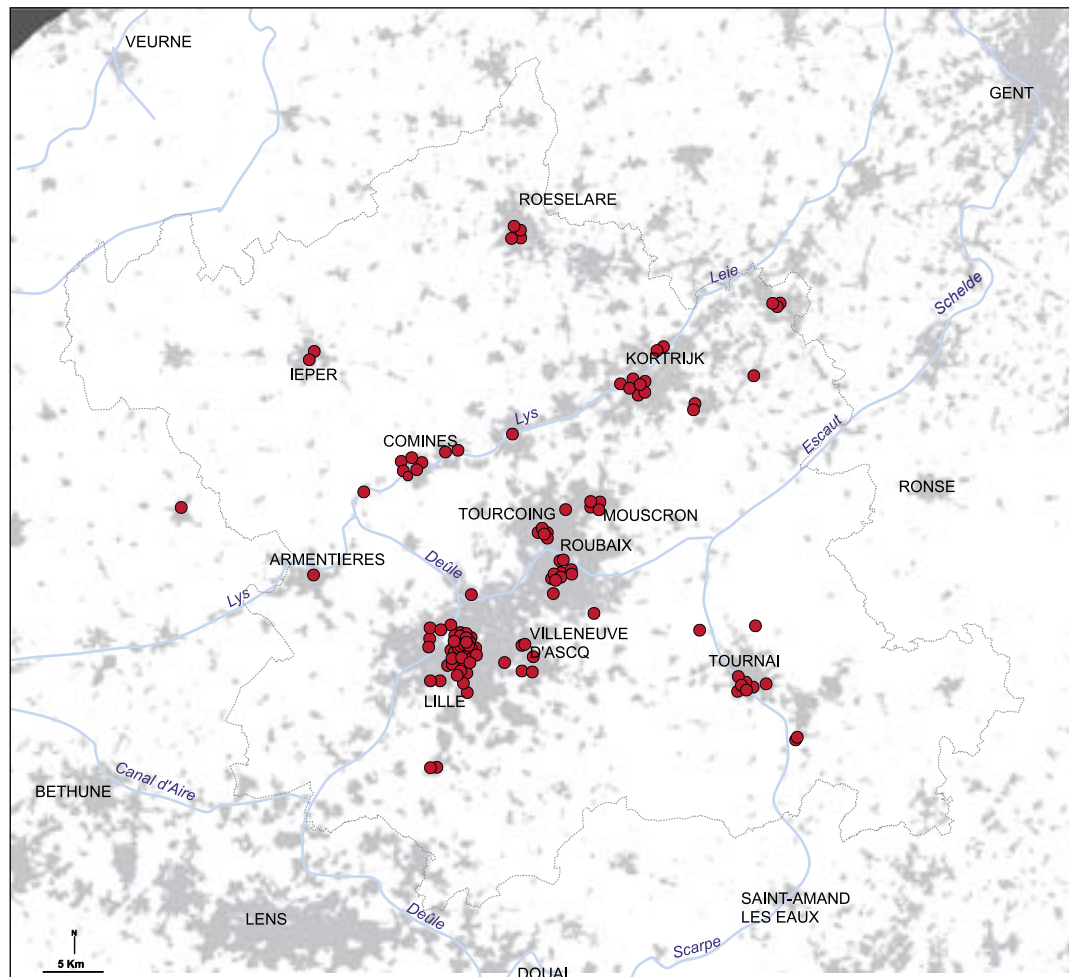 VEURNE
GENT
ROESELARE
Leie
Schelde
KORTRIJK
IEPER
Lys
COMINES
Escaut
RONSE
TOURCOING
MOUSCRON
ROUBAIX
ARMENTIERES
Deûle
Lys
VILLENEUVE
D'ASCQ
TOURNAI
LILLE
Canal d'Aire
BETHUNE
SAINT-AMAND
LES EAUX
LENS
Deûle
Scarpe
N
5 Km
DOUAI